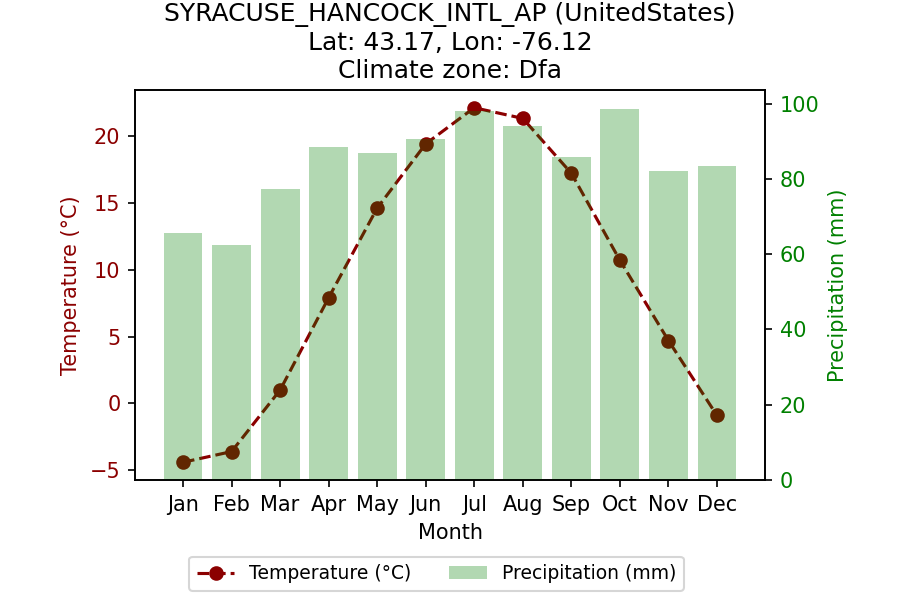 SYRACUSE_HANCOCK_INTL_AP (UnitedStates)
Lat: 43.17, Lon: -76.12
Climate zone: Dfa
Temperature (°C)
20
15
10
5
0
−5
100
80
60
40
20
0
Precipitation (mm)
Jan Feb Mar Apr May Jun Jul Aug Sep Oct Nov Dec
Month
Temperature (°C) Precipitation (mm)